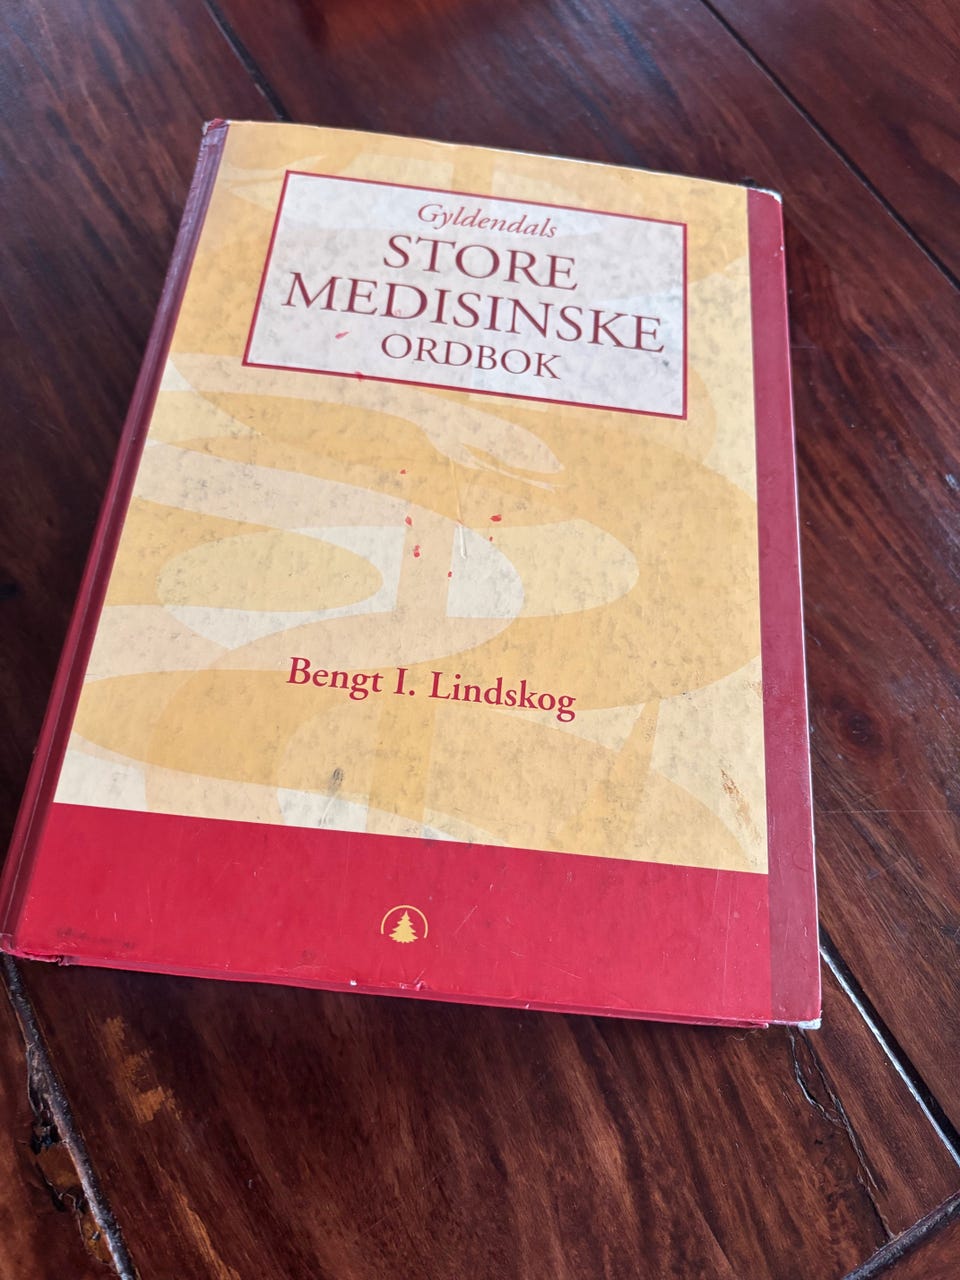 Gyldendals
STORE
MEDISINSKE
ORDBOK
Bengt I. Lindskog